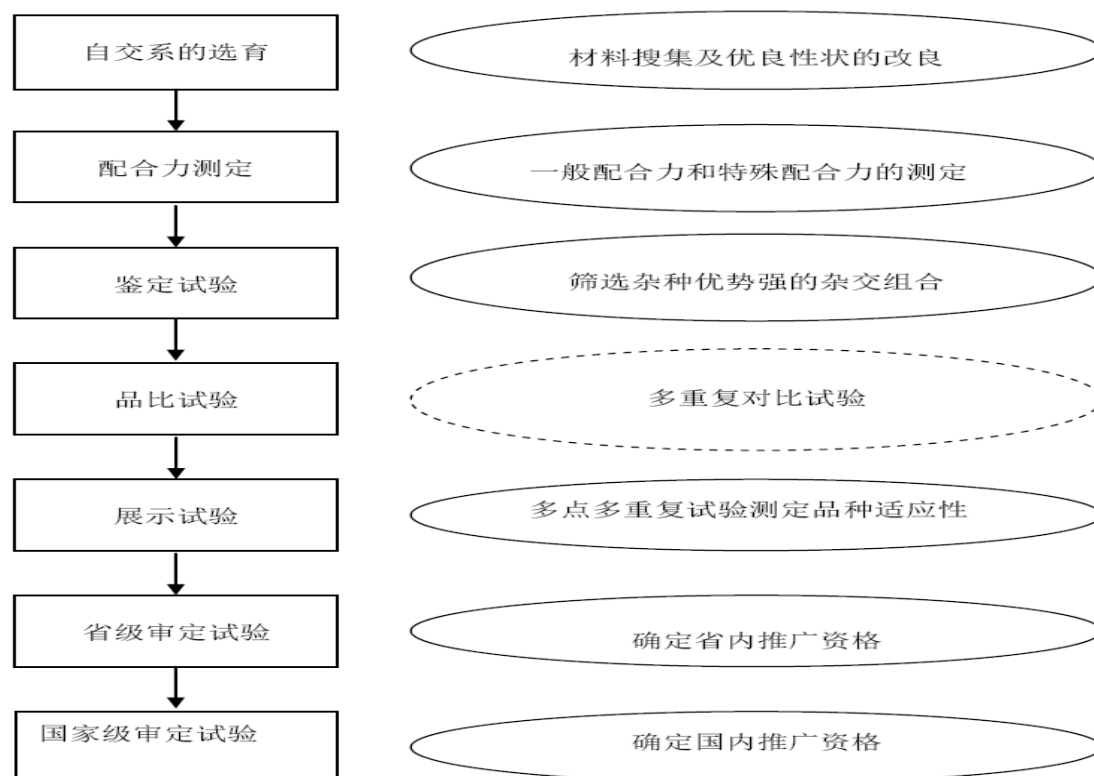 自交系的选育
材料搜集及优良性状的改良
配合力测定
一般配合力和特殊配合力的测定
鉴定试验
筛选杂种优势强的杂交组合
品比试验
多重复对比试验
展示试验
多点多重复试验测定品种适应性
省级审定试验
确定省内推广资格
国家级审定试验
确定国内推广资格